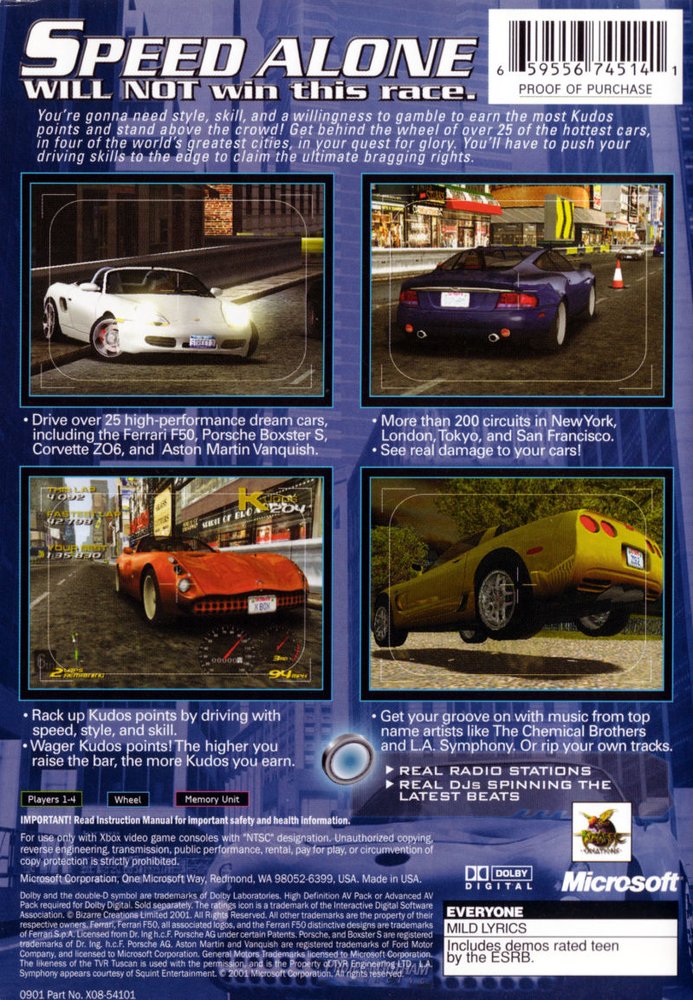 SPEED ALONE
WILL NOT win this race.
6 59556 74514 1
PROOF OF PURCHASE
You're gonna need style, skill, and a willingness to gamble to earn the most Kudos
points and stand above the crowd! Get behind the wheel of over 25 of the hottest cars,
in four of the world's greatest cities, in your quest for glory. You'll have to push your
driving skills to the edge to claim the ultimate bragging rights.
• Drive over 25 high-performance dream cars,
including the Ferrari F50, Porsche Boxster S,
Corvette ZO6, and Aston Martin Vanquish.
• More than 200 circuits in New York,
London, Tokyo, and San Francisco.
• See real damage to your cars!
THIS LAP
FASTEST LAP
42.798
YOUR BEST
1:35.830
KUDOS
204
X BOX
2 LAPS
REMAINING
3RD
94 MPH
• Rack up Kudos points by driving with
speed, style, and skill.
• Wager Kudos points! The higher you
raise the bar, the more Kudos you earn.
• Get your groove on with music from top
name artists like The Chemical Brothers
and L.A. Symphony. Or rip your own tracks.
REAL RADIO STATIONS
REAL DJs SPINNING THE
LATEST BEATS
Players 1-4
Wheel
Memory Unit
IMPORTANT! Read Instruction Manual for important safety and health information.
For use only with Xbox video game consoles with "NTSC" designation. Unauthorized copying,
reverse engineering, transmission, public performance, rental, pay for play, or circumvention of
copy protection is strictly prohibited.
Microsoft Corporation, One Microsoft Way, Redmond, WA 98052-6399, USA. Made in USA.
Dolby and the double-D symbol are trademarks of Dolby Laboratories. High Definition AV Pack or Advanced AV
Pack required for Dolby Digital. Sold separately. The ratings icon is a trademark of the Interactive Digital Software
Association. © Bizarre Creations Limited 2001. All Rights Reserved. All other trademarks are the property of their
respective owners, Ferrari, Ferrari F50, all associated logos, and the Ferrari F50 distinctive designs are trademarks
of Ferrari S.p.A. Licensed from Dr. Ing h.c.F. Porsche AG under certain Patents. Porsche, and Boxster S are registered
trademarks of Dr. Ing. h.c.F. Porsche AG. Aston Martin and Vanquish are registered trademarks of Ford Motor
Company, and licensed to Microsoft Corporation. General Motors Trademarks licensed to Microsoft Corporation.
The likeness of the TVR Tuscan is used with the permission, and is the Property of TVR Engineering LTD., L.A.
Symphony appears courtesy of Squint Entertainment. © 2001 Microsoft Corporation. All rights reserved.
0901 Part No. X08-54101
DOLBY
DIGITAL
Microsoft
EVERYONE
MILD LYRICS
Includes demos rated teen
by the ESRB.